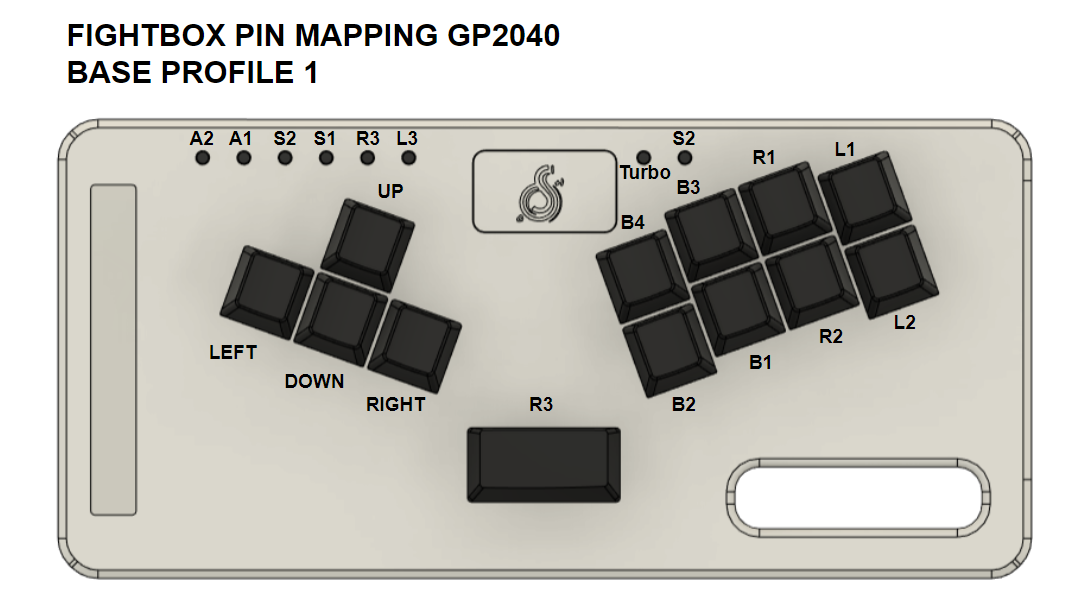 FIGHTBOX PIN MAPPING GP2040
BASE PROFILE 1
A2 A1 S2 S1 R3 L3
S2
Turbo
UP
L1
R1
B3
B4
LEFT
DOWN
RIGHT
L2
R2
B1
B2
R3